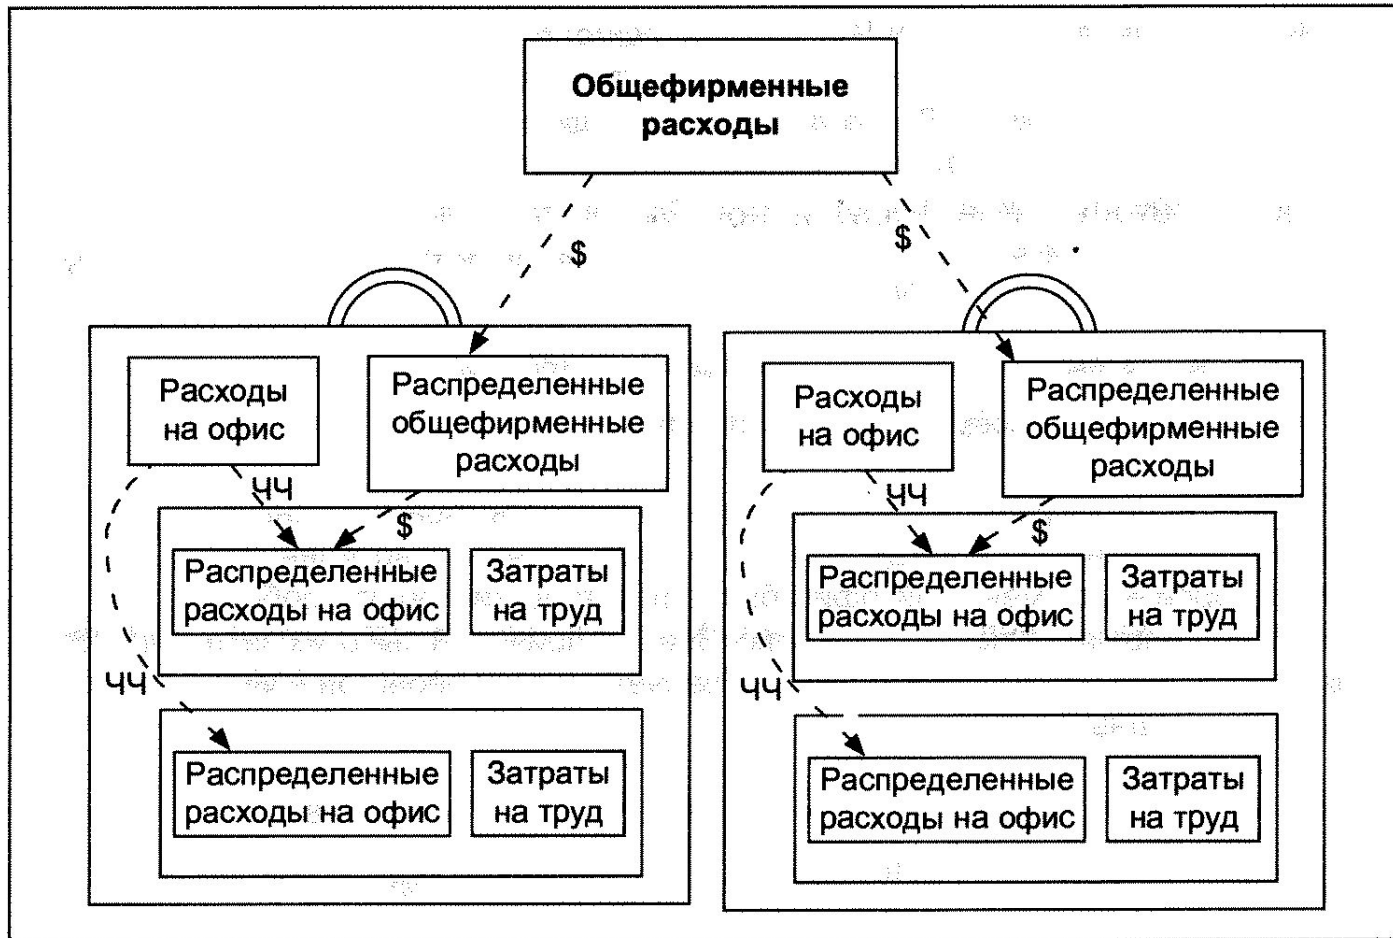 Общефирменные
расходы
$
$
Расходы
на офис
Распределенные
общефирменные
расходы
ЧЧ
$
Распределенные
расходы на офис
Затраты
на труд
ЧЧ
Распределенные
расходы на офис
Затраты
на труд
Расходы
на офис
Распределенные
общефирменные
расходы
ЧЧ
$
Распределенные
расходы на офис
Затраты
на труд
ЧЧ
Распределенные
расходы на офис
Затраты
на труд